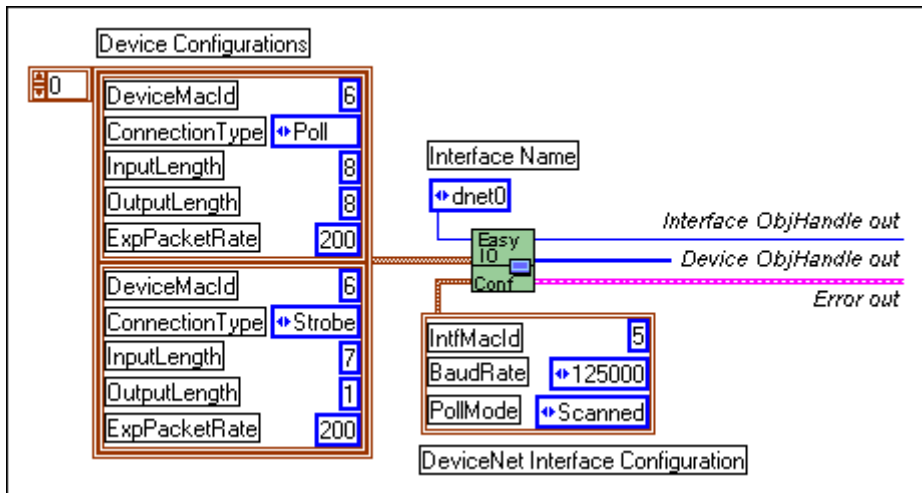 Device Configurations
0
DeviceMacId 6
ConnectionType Poll
InputLength 8
OutputLength 8
ExpPacketRate 200
DeviceMacId 6
ConnectionType Strobe
InputLength 7
OutputLength 1
ExpPacketRate 200
Interface Name
dnet0
Easy
IO
Conf
Interface ObjHandle out
Device ObjHandle out
Error out
IntfMacId 5
BaudRate 125000
PollMode Scanned
DeviceNet Interface Configuration